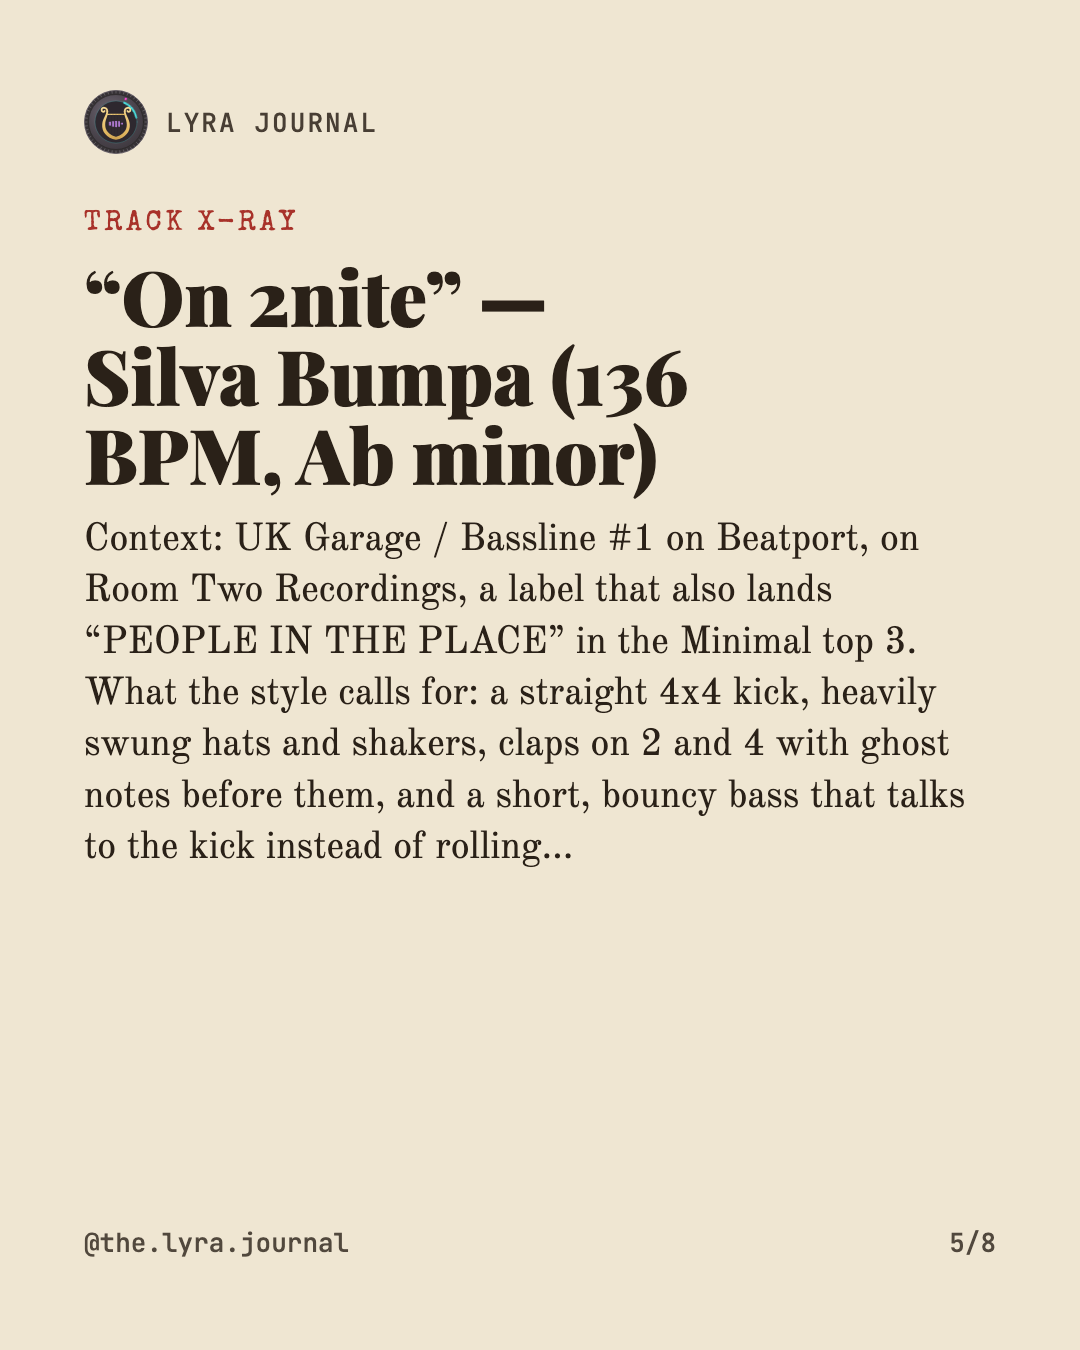 LYRA JOURNAL
TRACK X-RAY
“On 2nite” —
Silva Bumpa (136
BPM, Ab minor)
Context: UK Garage / Bassline #1 on Beatport, on
Room Two Recordings, a label that also lands
“PEOPLE IN THE PLACE” in the Minimal top 3.
What the style calls for: a straight 4x4 kick, heavily
swung hats and shakers, claps on 2 and 4 with ghost
notes before them, and a short, bouncy bass that talks
to the kick instead of rolling...
@the.lyra.journal
5/8